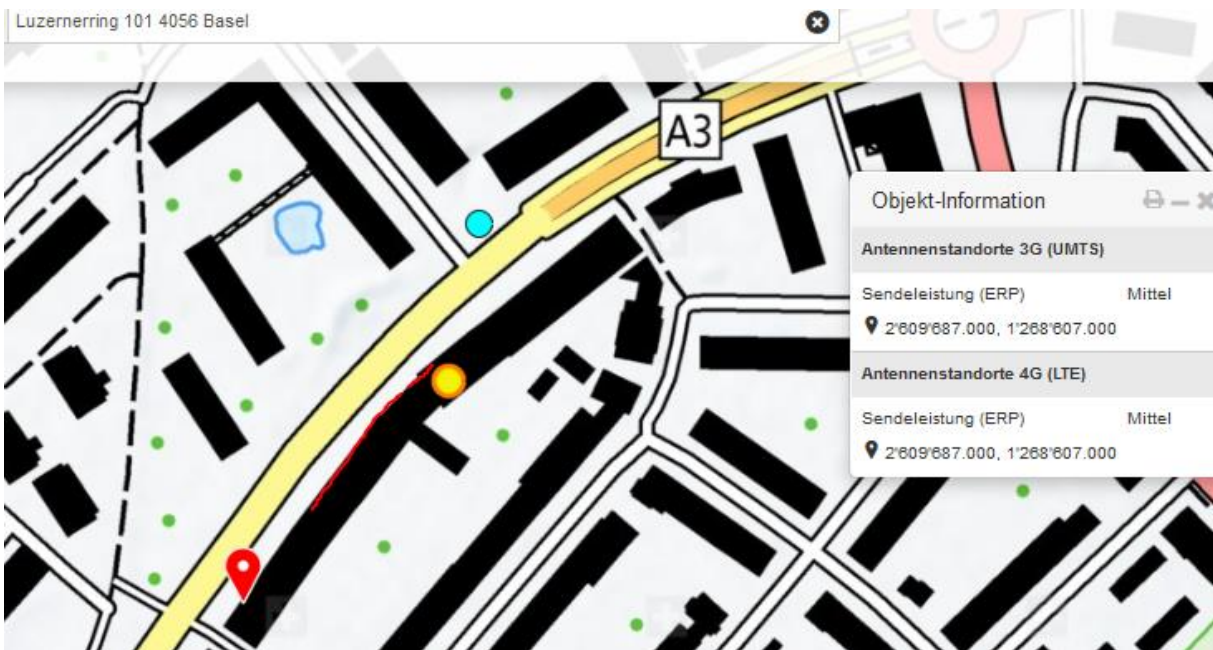 Luzernerring 101 4056 Basel
A3
Objekt-Information
Antennenstandorte 3G (UMTS)
Sendeleistung (ERP) Mittel
2'609'687.000, 1'268'607.000
Antennenstandorte 4G (LTE)
Sendeleistung (ERP) Mittel
2'609'687.000, 1'268'607.000